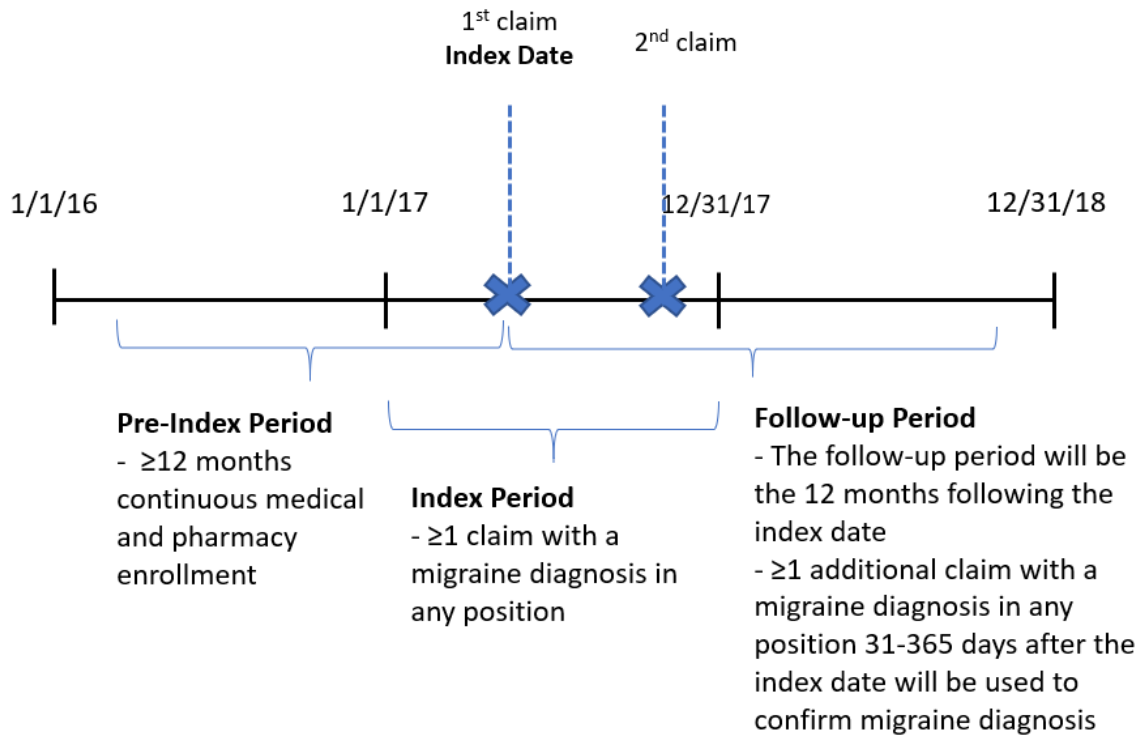 1st claim
Index Date
2nd claim
1/1/16
1/1/17
12/31/17
12/31/18
Pre-Index Period
- ≥12 months
continuous medical
and pharmacy
enrollment
Index Period
- ≥1 claim with a
migraine diagnosis in
any position
Follow-up Period
- The follow-up period will be
the 12 months following the
index date
- ≥1 additional claim with a
migraine diagnosis in any
position 31-365 days after the
index date will be used to
confirm migraine diagnosis